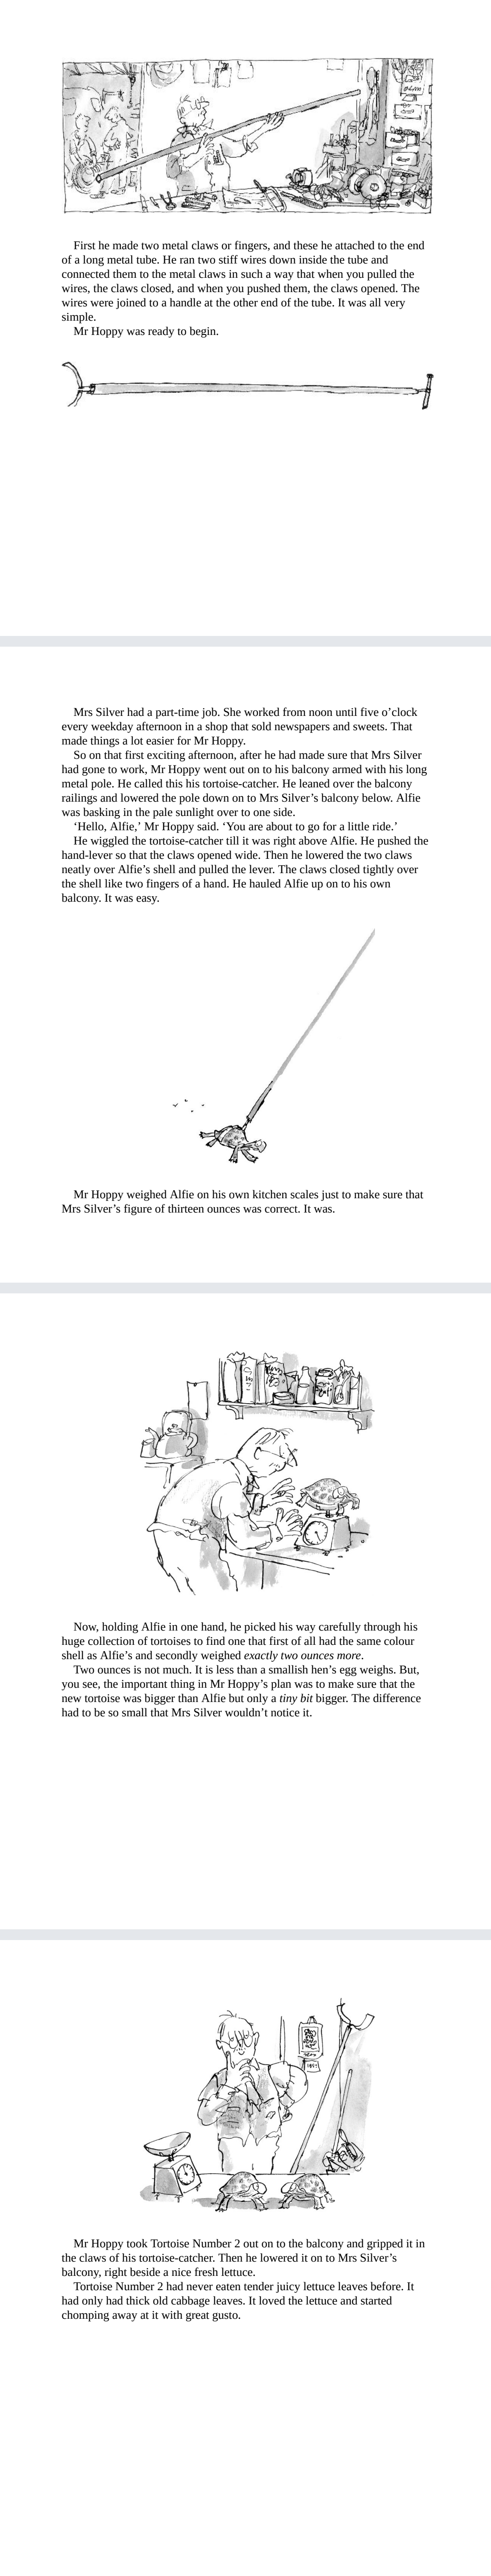 First he made two metal claws or fingers, and these he attached to the end
of a long metal tube. He ran two stiff wires down inside the tube and
connected them to the metal claws in such a way that when you pulled the
wires, the claws closed, and when you pushed them, the claws opened. The
wires were joined to a handle at the other end of the tube. It was all very
simple.
Mr Hoppy was ready to begin.
Mrs Silver had a part-time job. She worked from noon until five o’clock
every weekday afternoon in a shop that sold newspapers and sweets. That
made things a lot easier for Mr Hoppy.
So on that first exciting afternoon, after he had made sure that Mrs Silver
had gone to work, Mr Hoppy went out on to his balcony armed with his long
metal pole. He called this his tortoise-catcher. He leaned over the balcony
railings and lowered the pole down on to Mrs Silver’s balcony below. Alfie
was basking in the pale sunlight over to one side.
‘Hello, Alfie,’ Mr Hoppy said. ‘You are about to go for a little ride.’
He wiggled the tortoise-catcher till it was right above Alfie. He pushed the
hand-lever so that the claws opened wide. Then he lowered the two claws
neatly over Alfie’s shell and pulled the lever. The claws closed tightly over
the shell like two fingers of a hand. He hauled Alfie up on to his own
balcony. It was easy.
Mr Hoppy weighed Alfie on his own kitchen scales just to make sure that
Mrs Silver’s figure of thirteen ounces was correct. It was.
Now, holding Alfie in one hand, he picked his way carefully through his
huge collection of tortoises to find one that first of all had the same colour
shell as Alfie’s and secondly weighed exactly two ounces more.
Two ounces is not much. It is less than a smallish hen’s egg weighs. But,
you see, the important thing in Mr Hoppy’s plan was to make sure that the
new tortoise was bigger than Alfie but only a tiny bit bigger. The difference
had to be so small that Mrs Silver wouldn’t notice it.
Mr Hoppy took Tortoise Number 2 out on to the balcony and gripped it in
the claws of his tortoise-catcher. Then he lowered it on to Mrs Silver’s
balcony, right beside a nice fresh lettuce.
Tortoise Number 2 had never eaten tender juicy lettuce leaves before. It
had only had thick old cabbage leaves. It loved the lettuce and started
chomping away at it with great gusto.